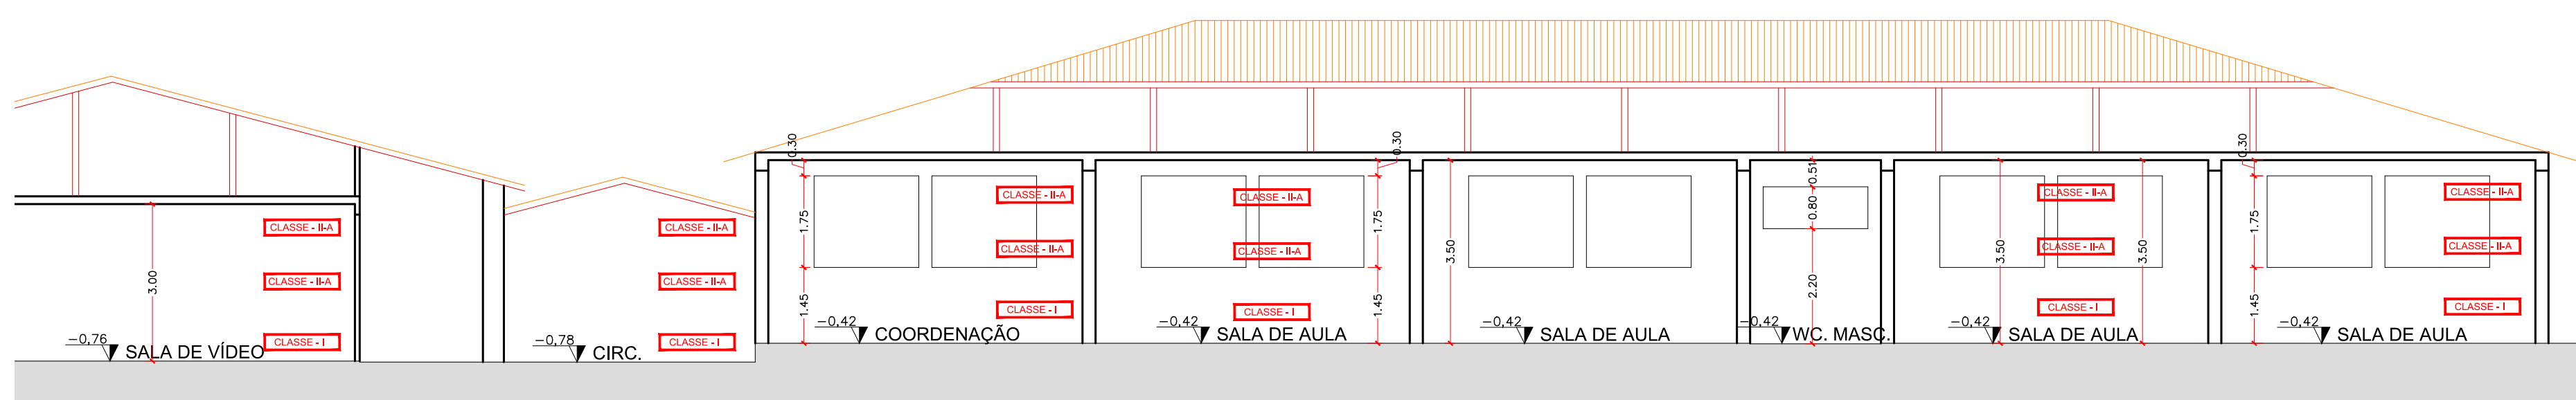 CLASSE - II-A
CLASSE - II-A
CLASSE - I
3.00
-0,76
SALA DE VÍDEO
CLASSE - II-A
CLASSE - II-A
CLASSE - I
-0,78
CIRC.
0.30
1.75
1.45
CLASSE - II-A
CLASSE - II-A
CLASSE - I
-0,42
COORDENAÇÃO
CLASSE - II-A
CLASSE - II-A
CLASSE - I
0.30
1.75
1.45
-0,42
SALA DE AULA
3.50
-0,42
SALA DE AULA
0.51
0.80
2.20
-0,42
WC. MASC.
3.50
CLASSE - II-A
CLASSE - II-A
CLASSE - I
3.50
-0,42
SALA DE AULA
0.30
1.75
1.45
CLASSE - II-A
CLASSE - II-A
CLASSE - I
-0,42
SALA DE AULA